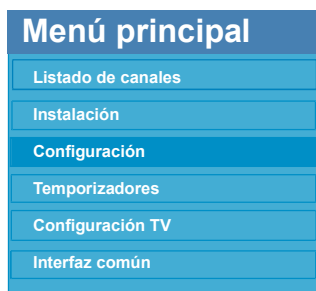 Menú principal
Listado de canales
Instalación
Configuración
Temporizadores
Configuración TV
Interfaz común